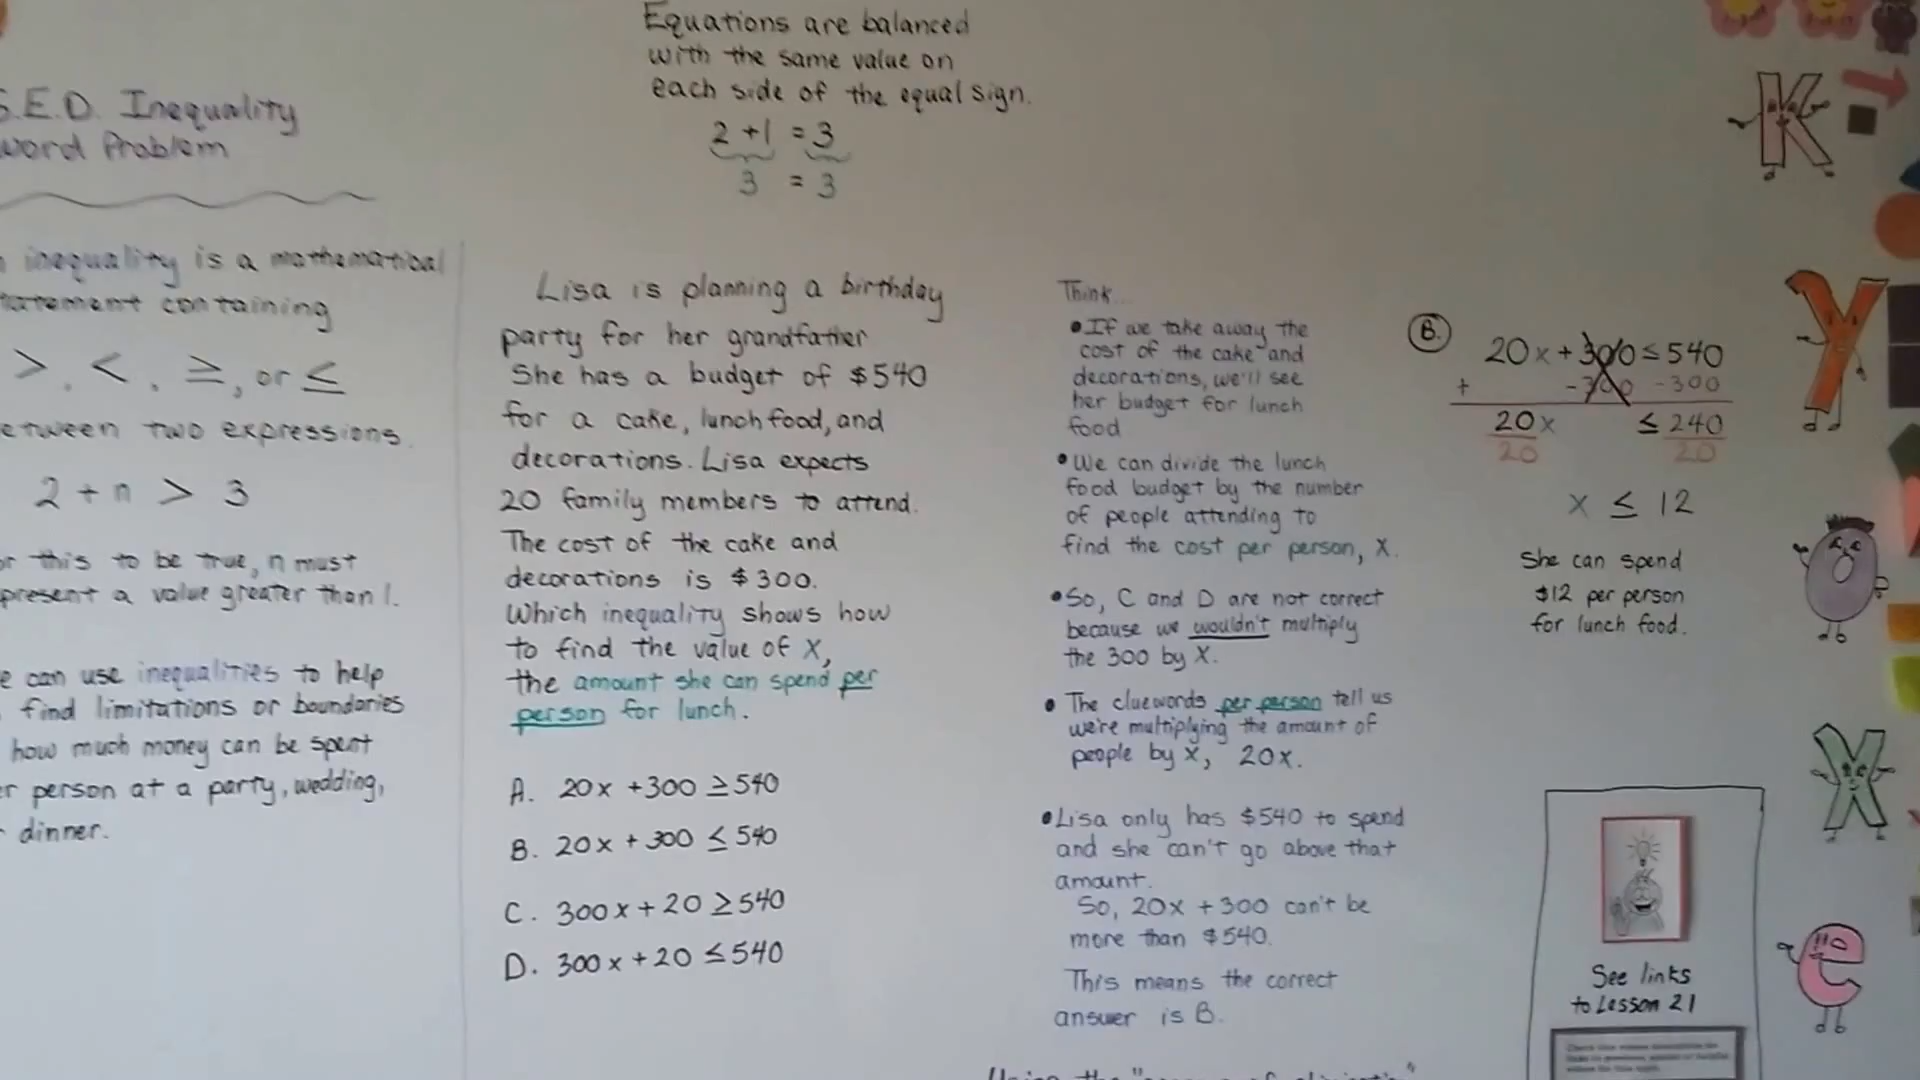 Equations are balanced
with the same value on
each side of the equal sign.
2 + 1 = 3
3 = 3
S.E.D. Inequality
Word Problem
inequality is a mathematical
tatement containing
>, <, ≥, or ≤
etween two expressions.
2 + n > 3
or this to be true, n must
present a value greater than 1.
e can use inequalities to help
find limitations or boundaries
how much money can be spent
er person at a party, wedding,
dinner.
Lisa is planning a birthday
party for her grandfather
She has a budget of $540
for a cake, lunch food, and
decorations. Lisa expects
20 family members to attend.
The cost of the cake and
decorations is $300.
Which inequality shows how
to find the value of X,
the amount she can spend per
person for lunch.
A. 20x + 300 ≥ 540
B. 20x + 300 ≤ 540
C. 300x + 20 ≥ 540
D. 300x + 20 ≤ 540
Think...
• If we take away the
cost of the cake and
decorations, we'll see
her budget for lunch
food
• We can divide the lunch
food budget by the number
of people attending to
find the cost per person, X.
• So, C and D are not correct
because we wouldn't multiply
the 300 by X.
• The cluewords per person tell us
we're multiplying the amount of
people by x, 20x.
• Lisa only has $540 to spend
and she can't go above that
amount.
So, 20x + 300 can't be
more than $540.
This means the correct
answer is B.
B. 20x + 300 ≤ 540
+ -300 -300
20x ≤ 240
20 20
x ≤ 12
She can spend
$12 per person
for lunch food.
See links
to Lesson 21
K
Y
X
e